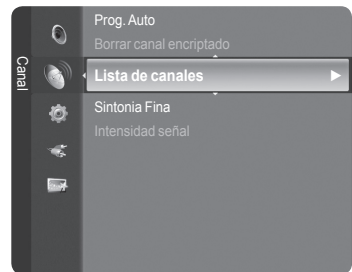 Canal
Prog. Auto
Borrar canal encriptado
Lista de canales
Sintonia Fina
Intensidad señal